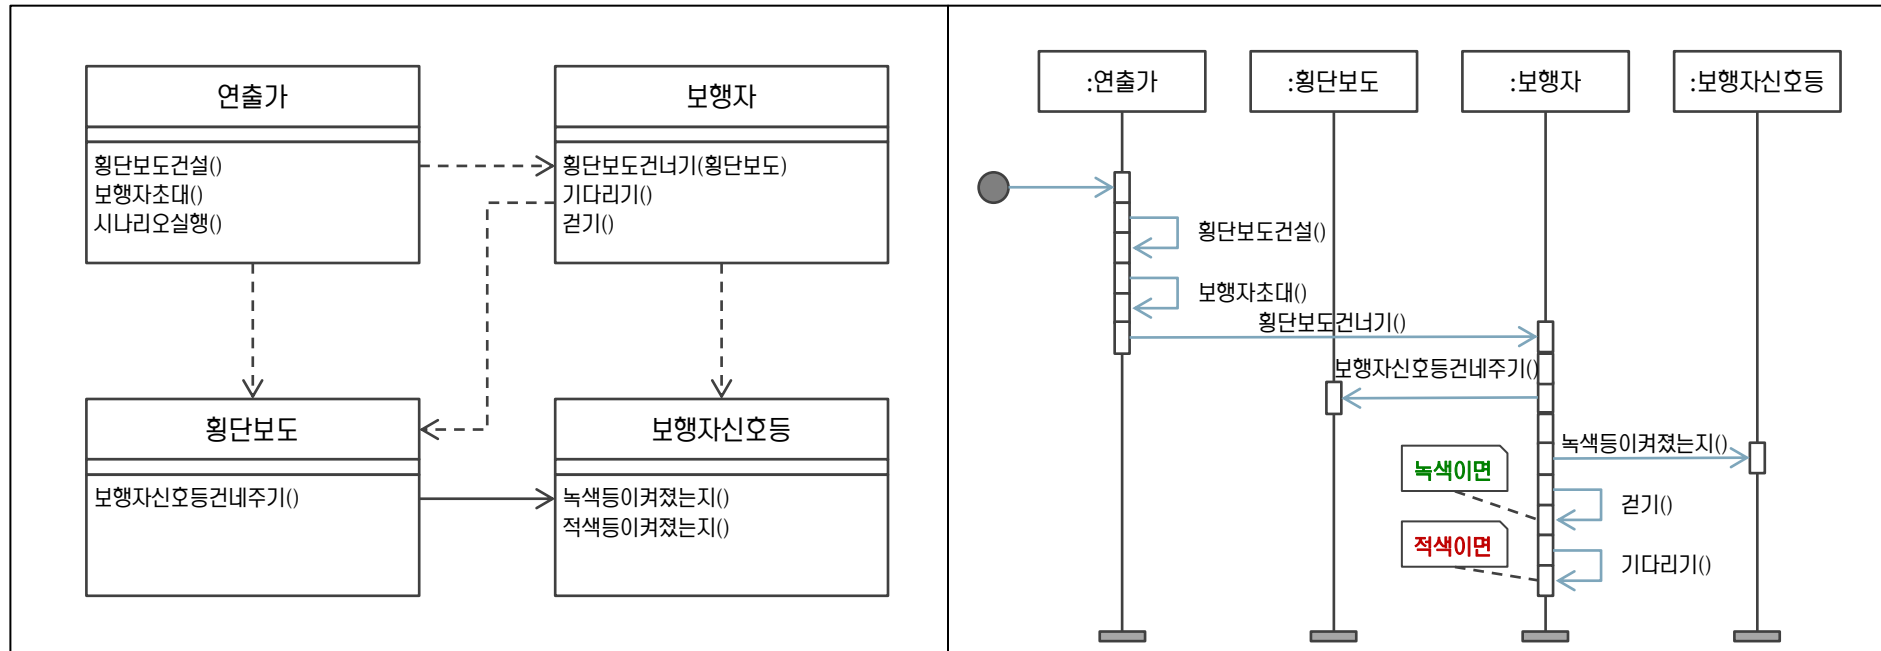 연출가
횡단보도건설()
보행자초대()
시나리오실행()
보행자
횡단보도건너기(횡단보도)
기다리기()
걷기()
횡단보도
보행자신호등건네주기()
보행자신호등
녹색등이켜졌는지()
적색등이켜졌는지()
:연출가
:횡단보도
:보행자
:보행자신호등
횡단보도건설()
보행자초대()
횡단보도건너기()
보행자신호등건네주기()
녹색등이켜졌는지()
녹색이면
걷기()
적색이면
기다리기()